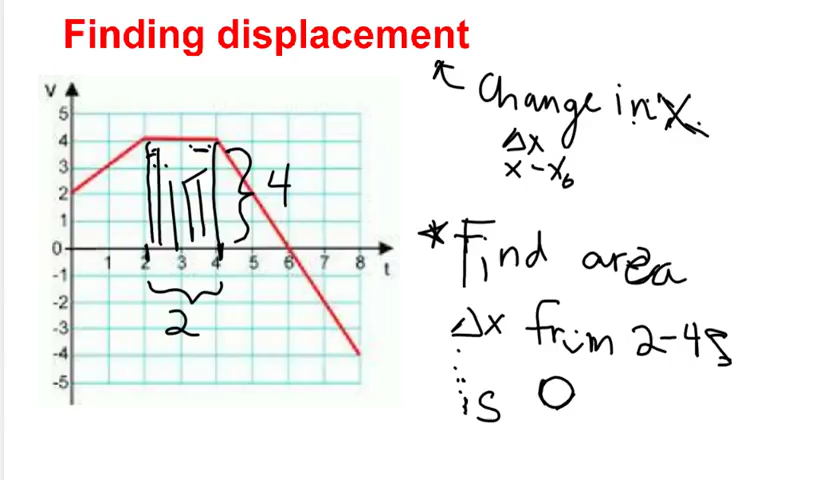 Finding displacement
V
5
4
3
2
1
0
-1
-2
-3
-4
-5
1 2 3 4 5 6 7 8
t
4
2
Change in X.
Δx
x - x₀
*Find area
Δx from 2-4s
is 0